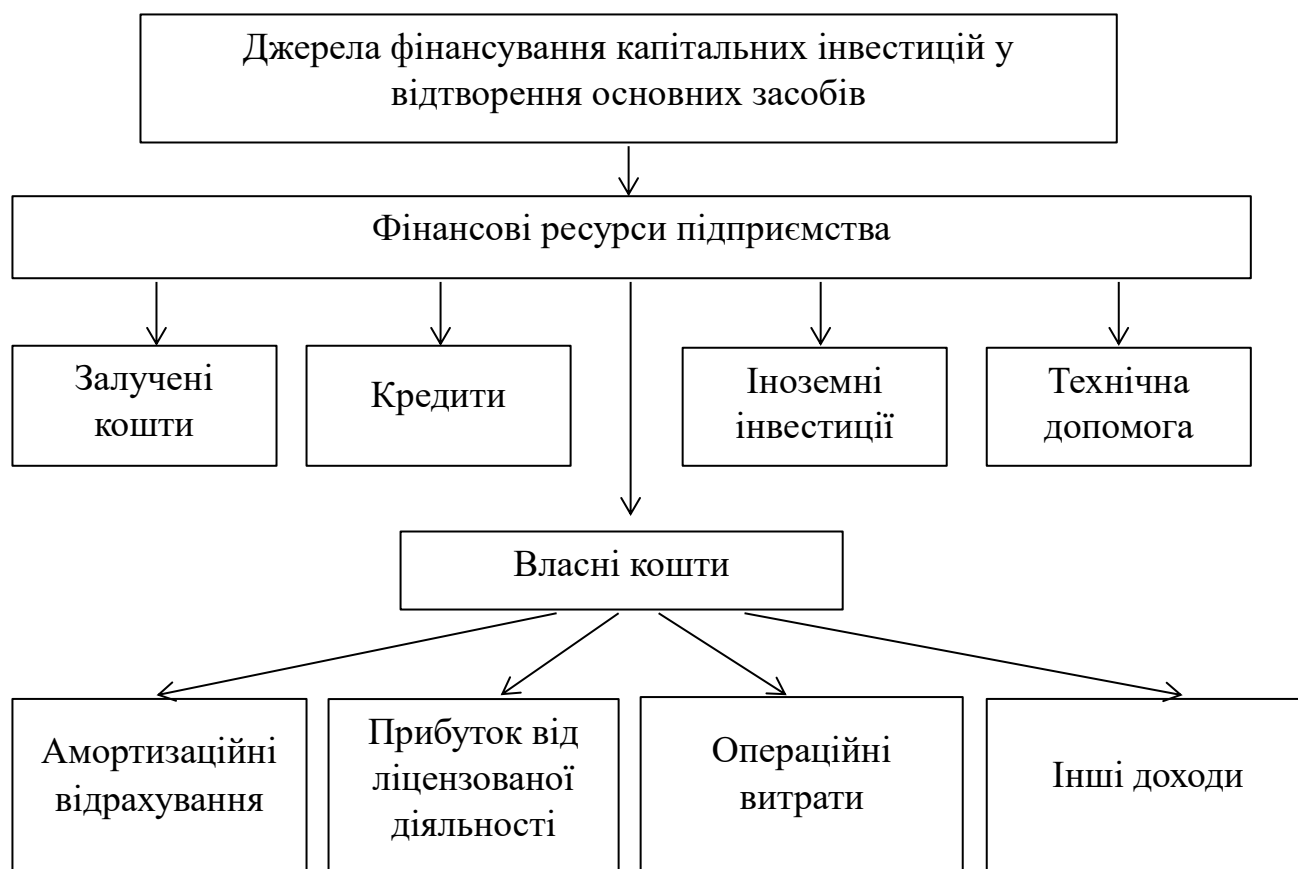 Джерела фінансування капітальних інвестицій у
відтворення основних засобів
Фінансові ресурси підприємства
Залучені
кошти
Кредити
Іноземні
інвестиції
Технічна
допомога
Власні кошти
Амортизаційні
відрахування
Прибуток від
ліцензованої
діяльності
Операційні
витрати
Інші доходи